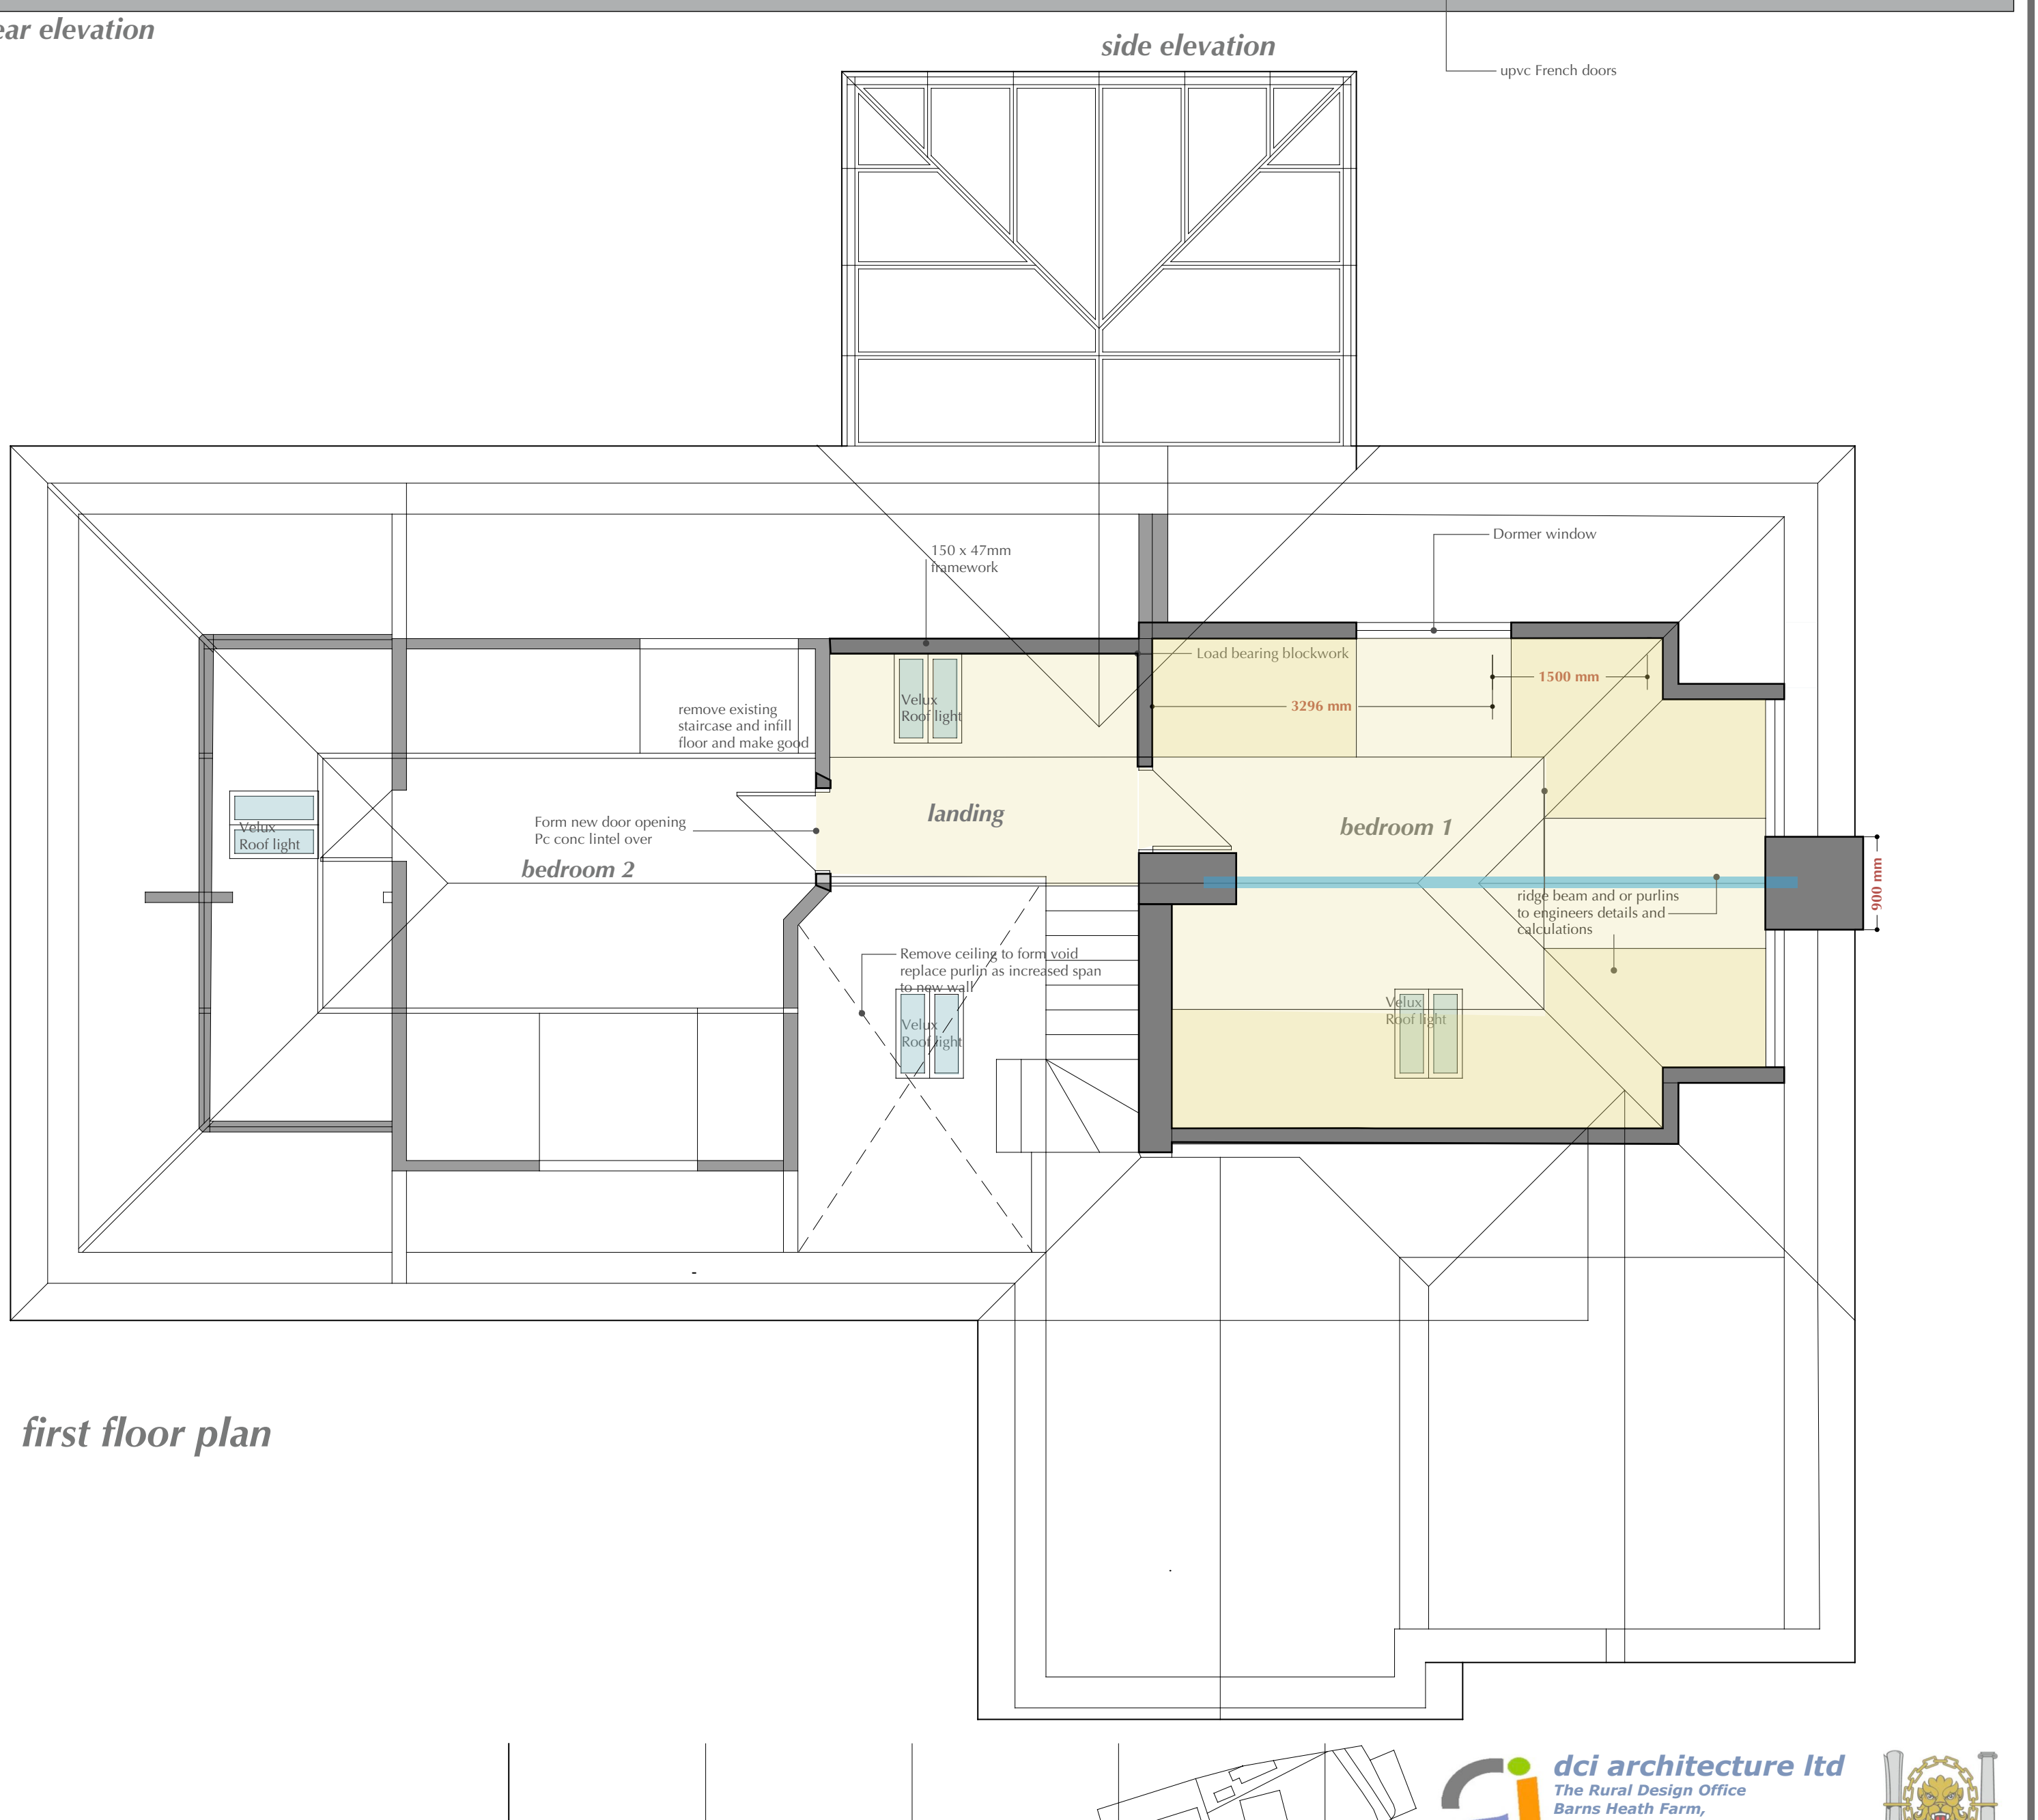 ear elevation
side elevation
upvc French doors
Dormer window
150 x 47mm
framework
Load bearing blockwork
1500 mm
3296 mm
Velux
Roof light
remove existing
staircase and infill
floor and make good
landing
bedroom 1
Form new door opening
Pc conc lintel over
Velux
Roof light
bedroom 2
900 mm
ridge beam and or purlins
to engineers details and
calculations
Remove ceiling to form void
replace purlin as increased span
to new wall
Velux
Roof light
Velux
Roof light
first floor plan
dci architecture ltd
The Rural Design Office
Barns Heath Farm,